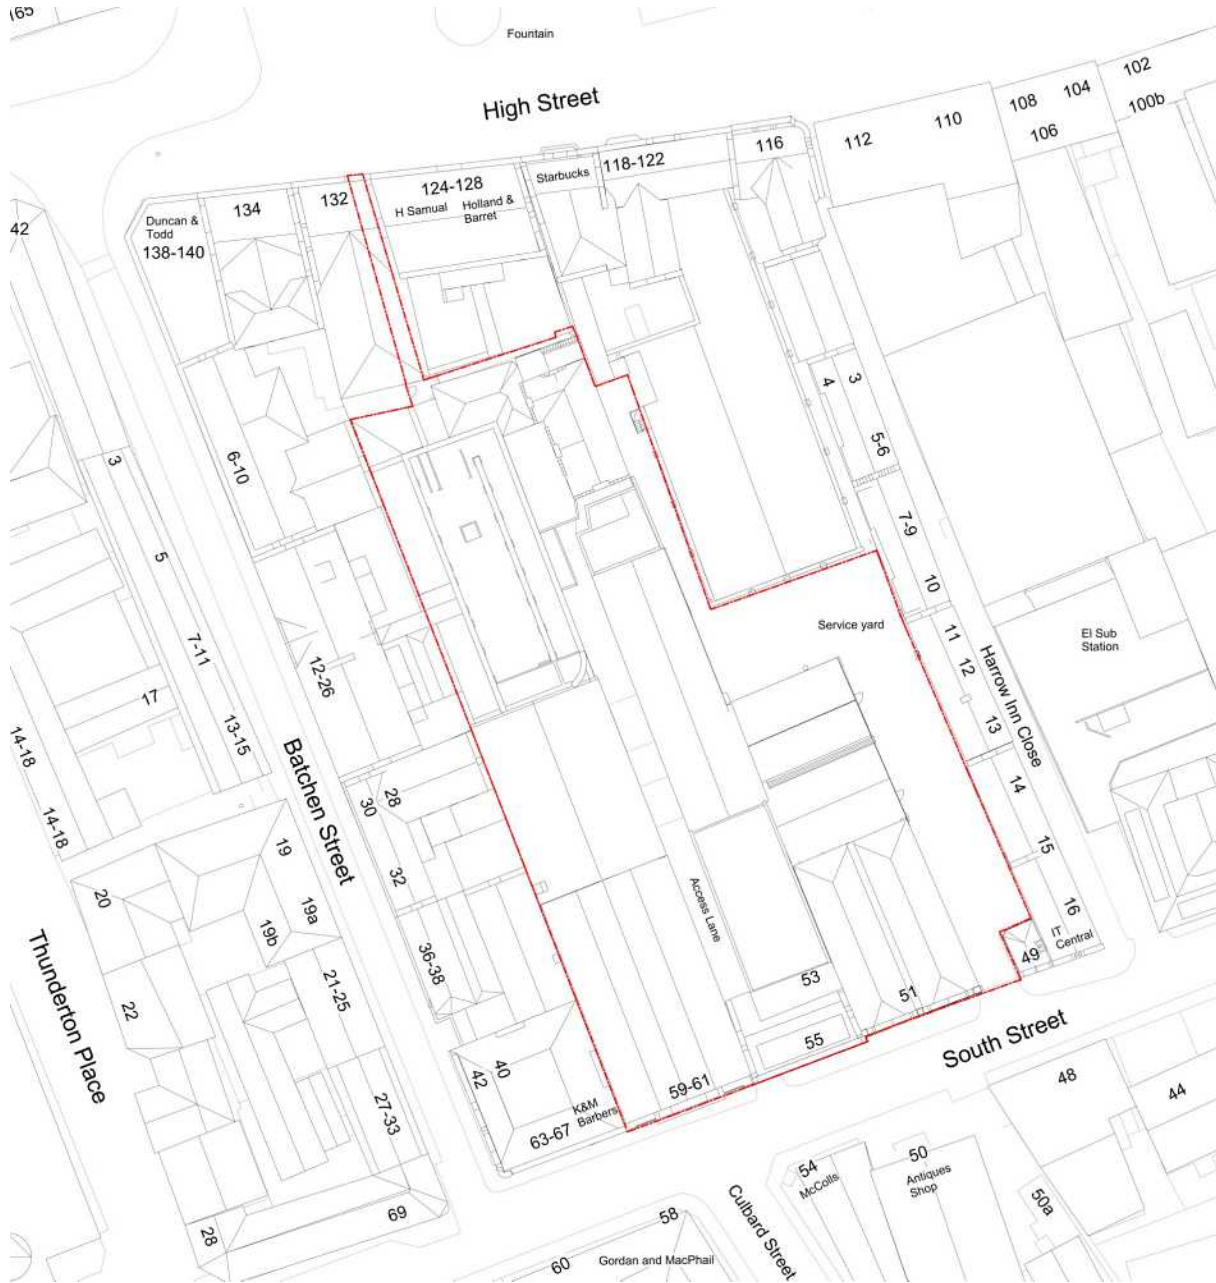 165
Fountain
High Street
102
104
108
100b
106
110
112
116
118-122
Starbucks
124-128
H Samual
Holland &
Barret
132
134
Duncan &
Todd
138-140
42
3
4
5-6
6-10
3
7-9
5
10
Service yard
11
El Sub
Station
12
Harrow Inn Close
13
12-26
7-11
17
13-15
14-18
14-18
Batchen Street
28
30
14
15
16
IT
Central
49
19
32
19a
19b
20
Access Lane
36-38
53
51
21-25
22
Thunderton Place
55
South Street
40
42
59-61
K&M
Barbers
63-67
27-33
48
44
50
Antiques
Shop
54
McColls
50a
Culbard Street
58
69
28
60
Gordan and MacPhail